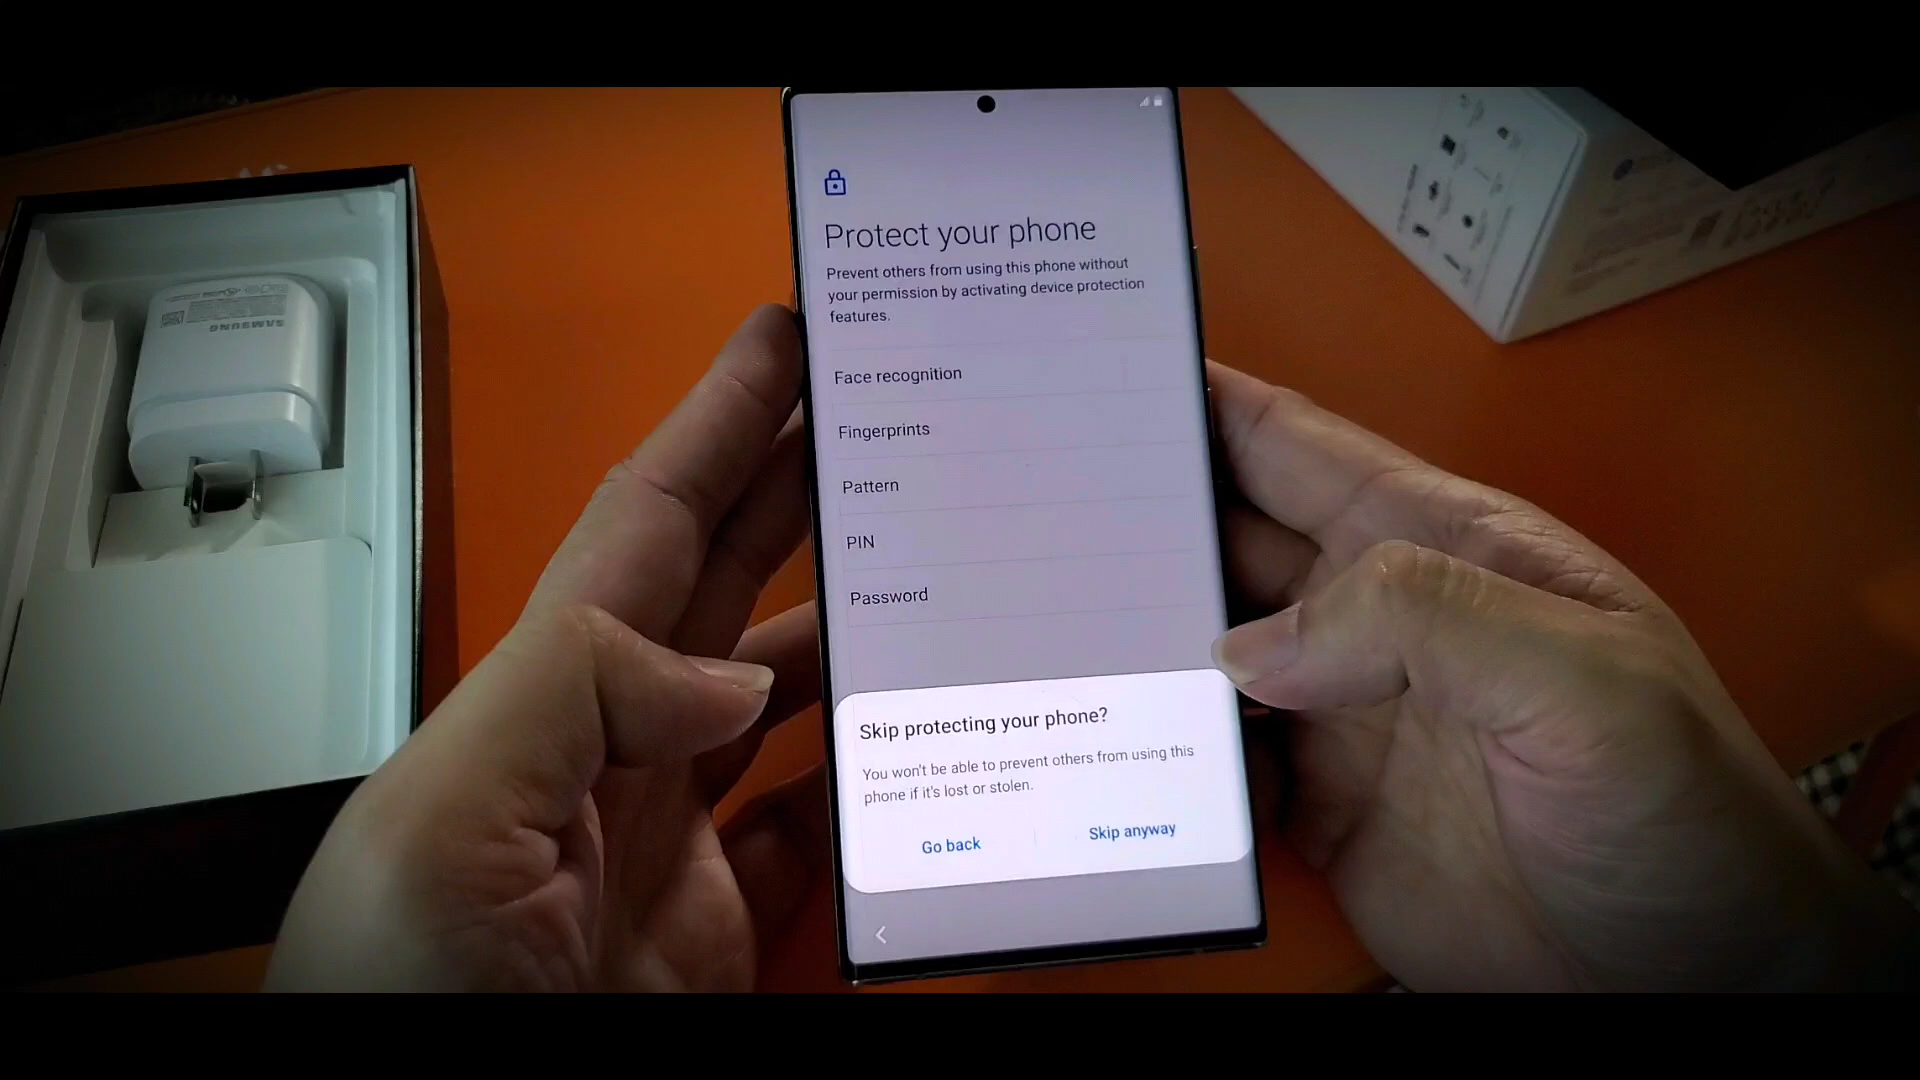 Protect your phone
Prevent others from using this phone without
your permission by activating device protection
features.
Face recognition
Fingerprints
Pattern
PIN
Password
Skip protecting your phone?
You won't be able to prevent others from using this
phone if it's lost or stolen.
Go back
Skip anyway
SAMSUNG